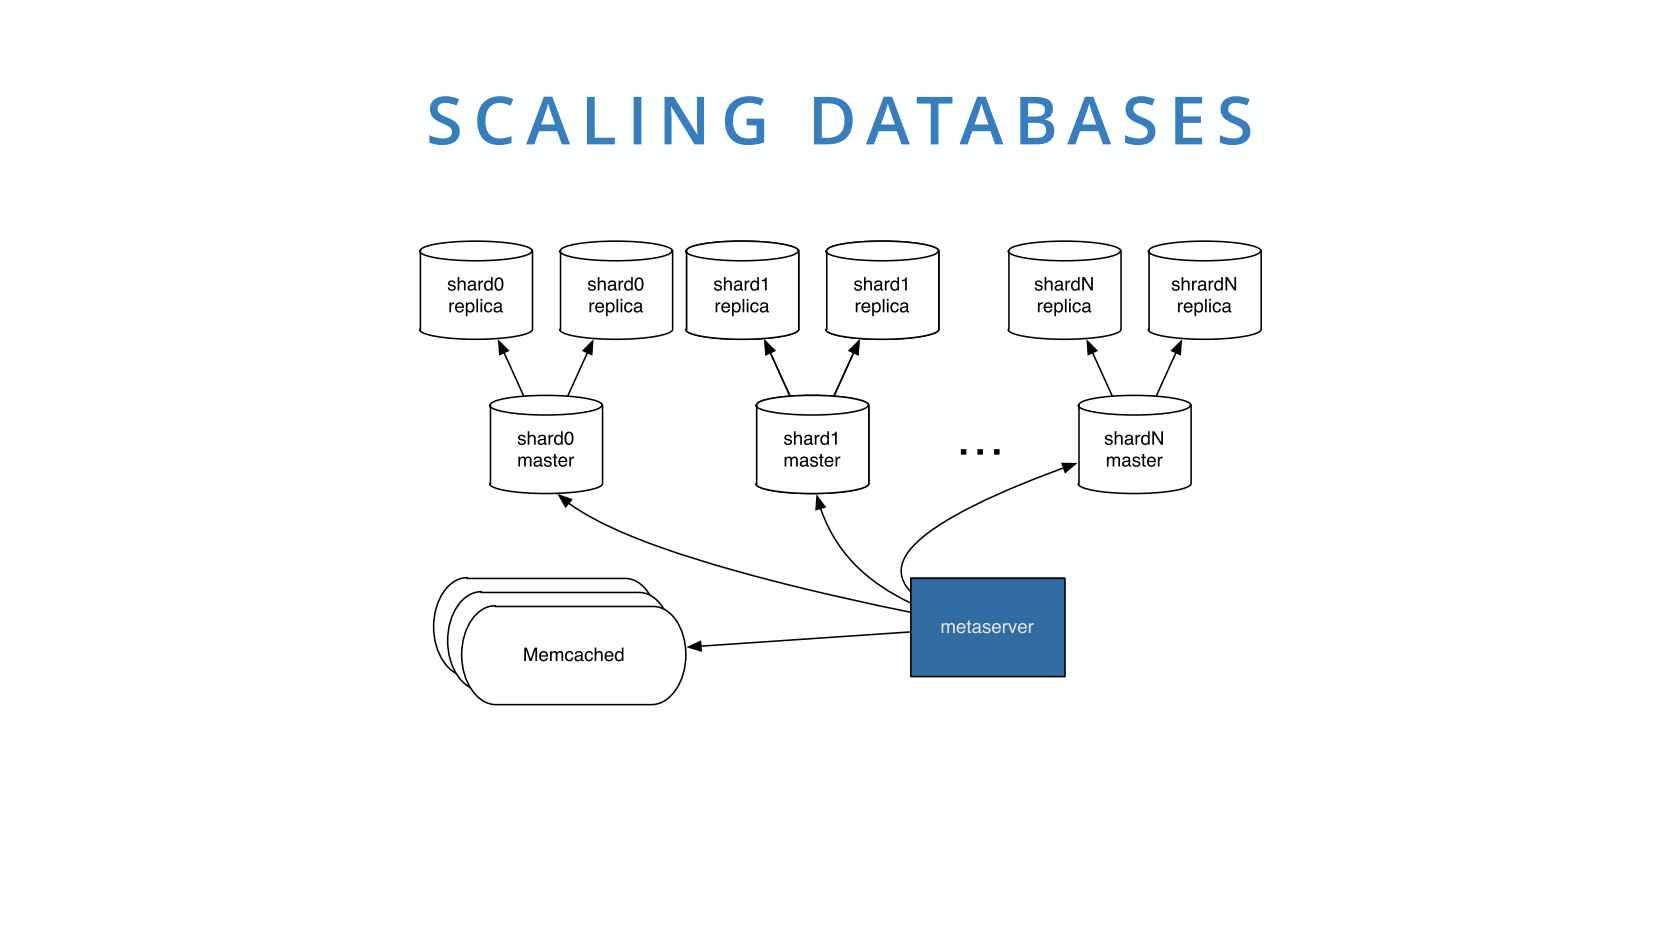 SCALING DATABASES
shard0
replica
shard0
replica
shard1
replica
shard1
replica
shardN
replica
shrardN
replica
shard0
master
shard1
master
...
shardN
master
metaserver
Memcached